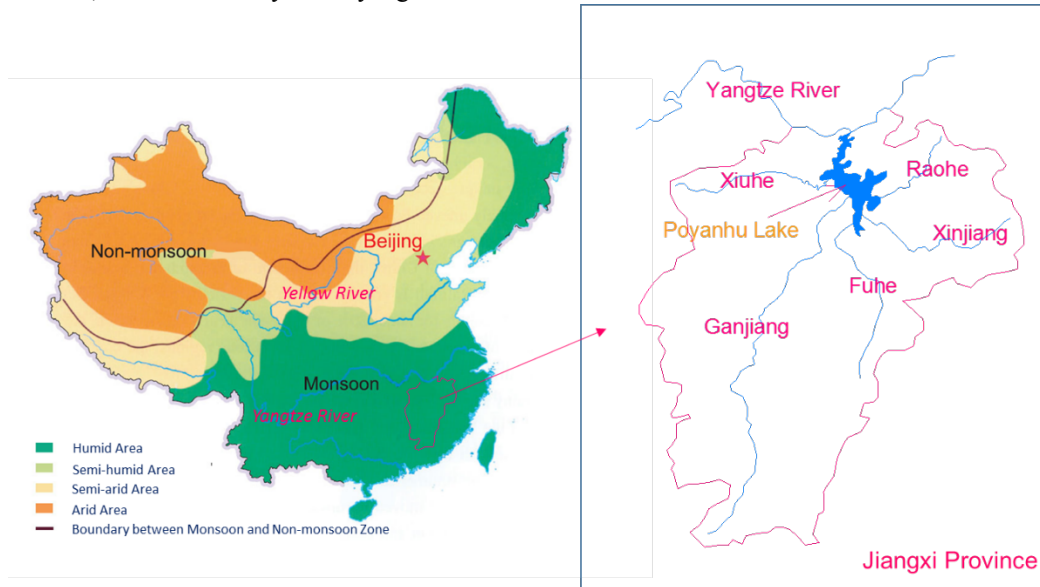 Non-monsoon
Beijing
Yellow River
Monsoon
Yangtze River
Humid Area
Semi-humid Area
Semi-arid Area
Arid Area
Boundary between Monsoon and Non-monsoon Zone
Yangtze River
Xiuhe
Raohe
Poyanhu Lake
Xinjiang
Fuhe
Ganjiang
Jiangxi Province